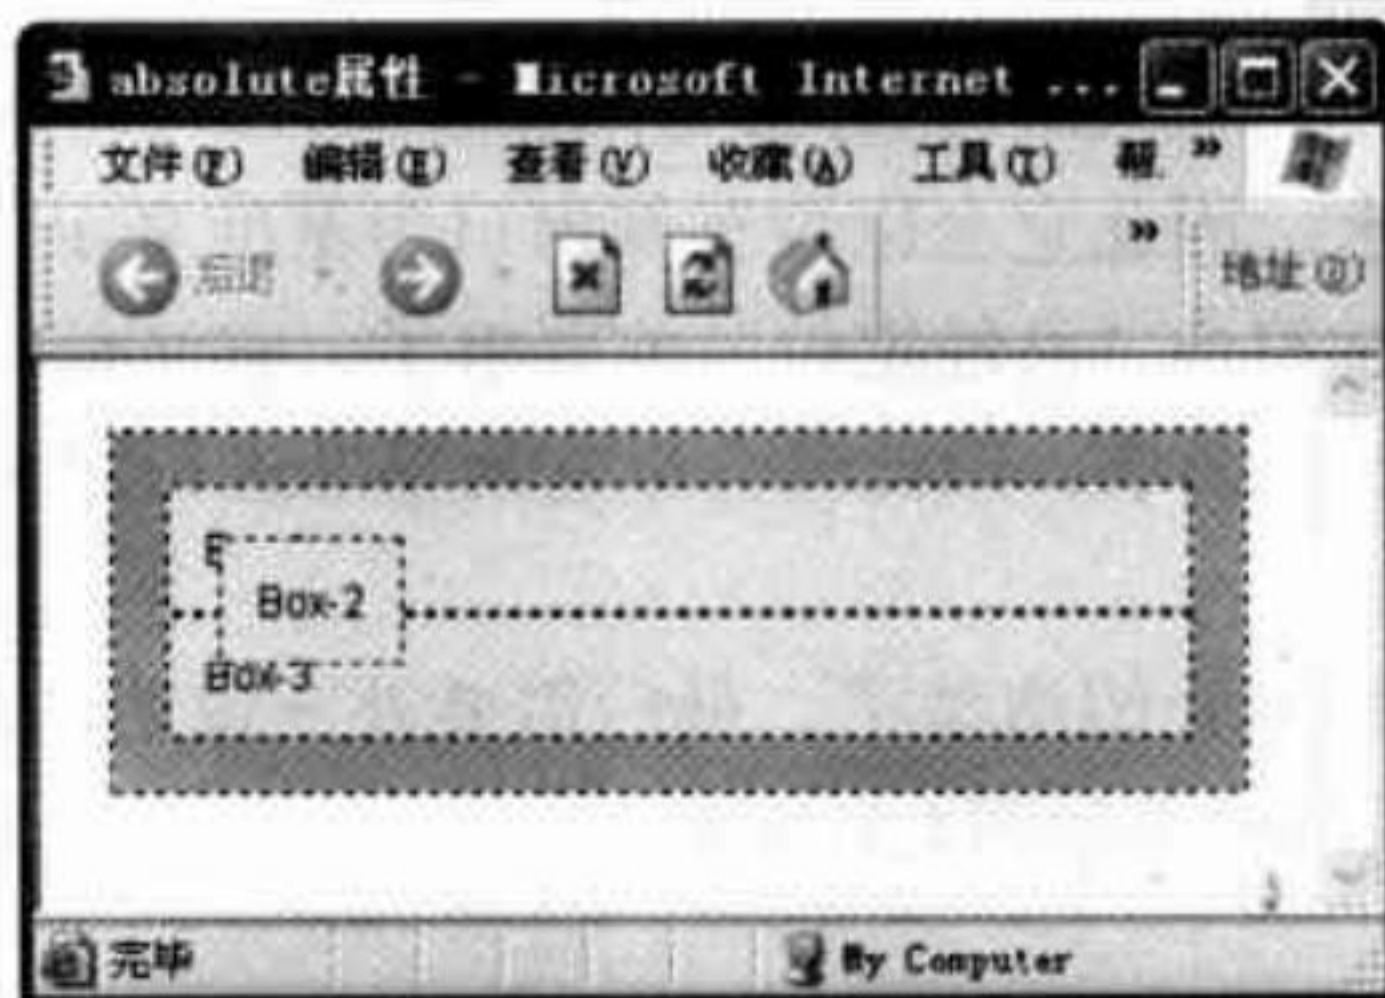 absolute属性 - Microsoft Internet ...
文件(F) 编辑(E) 查看(V) 收藏(A) 工具(T) 帮 »
后退 » 地址(D)
Box-2
Box-3
完毕 My Computer